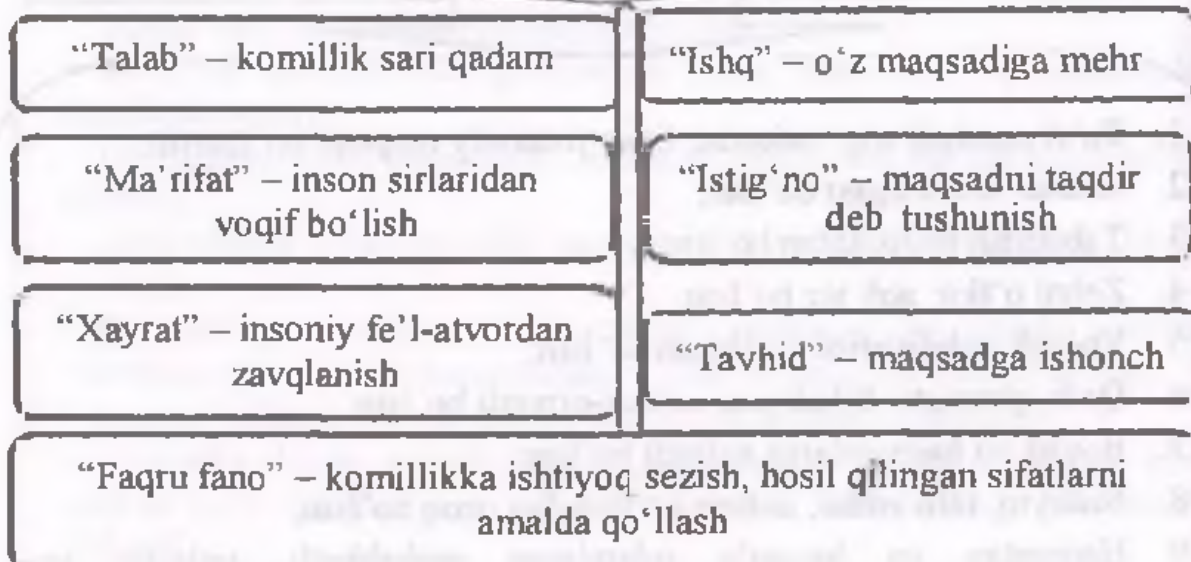 “Talab” – komillik sari qadam
“Ishq” – o‘z maqsadiga mehr
“Ma’rifat” – inson sirlaridan
voqif bo‘lish
“Istig‘no” – maqsadni taqdir
deb tushunish
“Xayrat” – insoniy fe’l-atvordan
zavqlanish
“Tavhid” – maqsadga ishonch
“Faqru fano” – komillikka ishtiyoq sezish, hosil qilingan sifatlarni
amalda qo‘llash